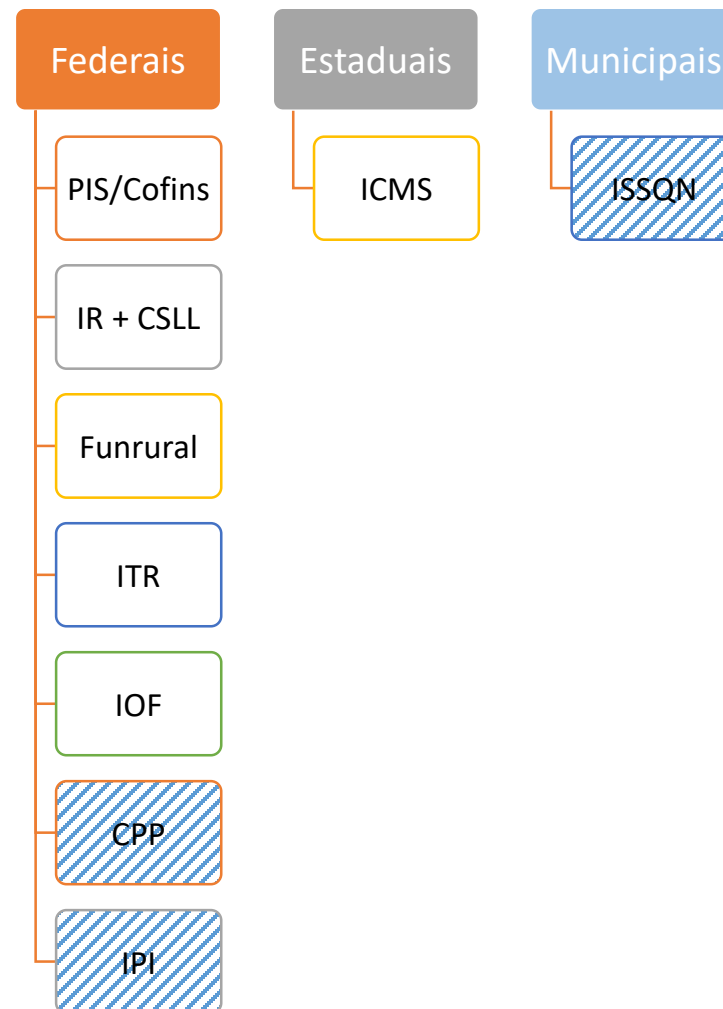 Federais
PIS/Cofins
IR + CSLL
Funrural
ITR
IOF
CPP
IPI
Estaduais
ICMS
Municipais
ISSQN